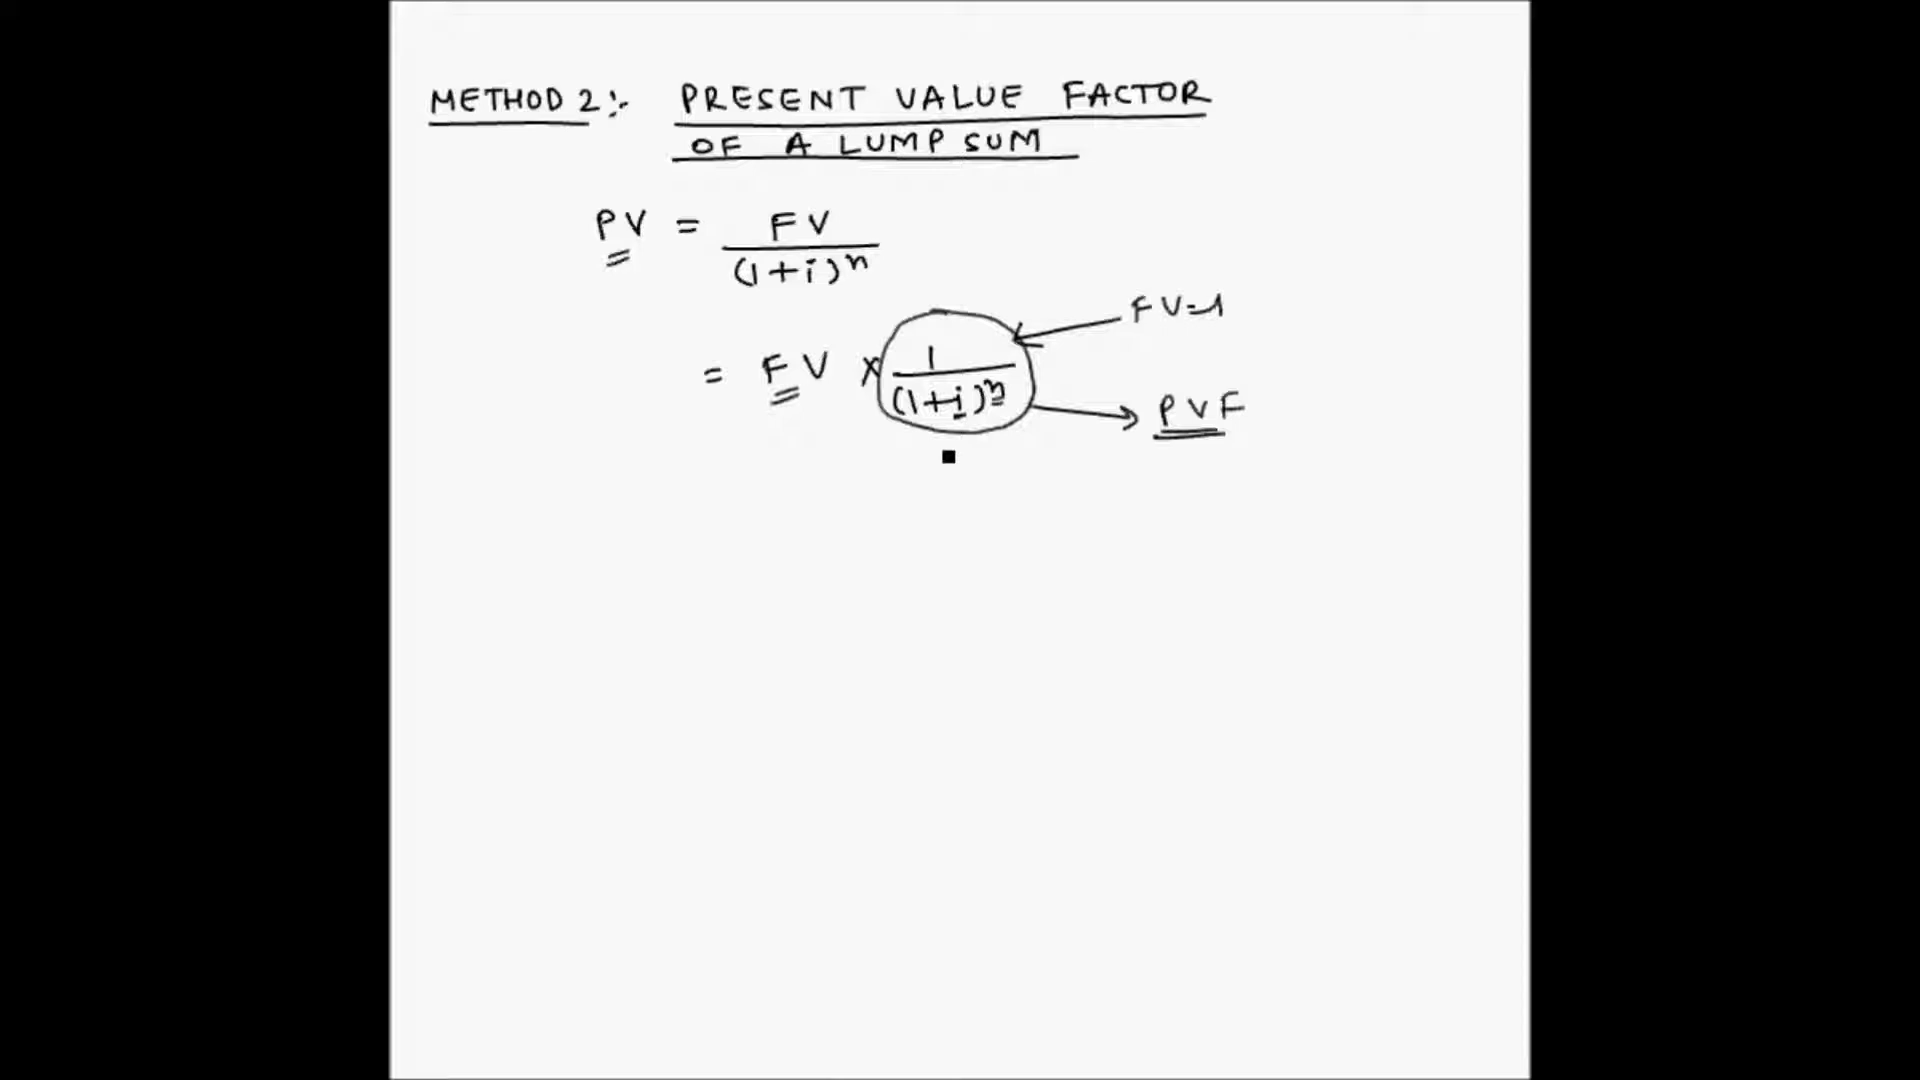 METHOD 2:- PRESENT VALUE FACTOR
OF A LUMP SUM
PV = FV
(1+i)ⁿ
FV=1
= FV × 1
(1+i)ⁿ
PVF